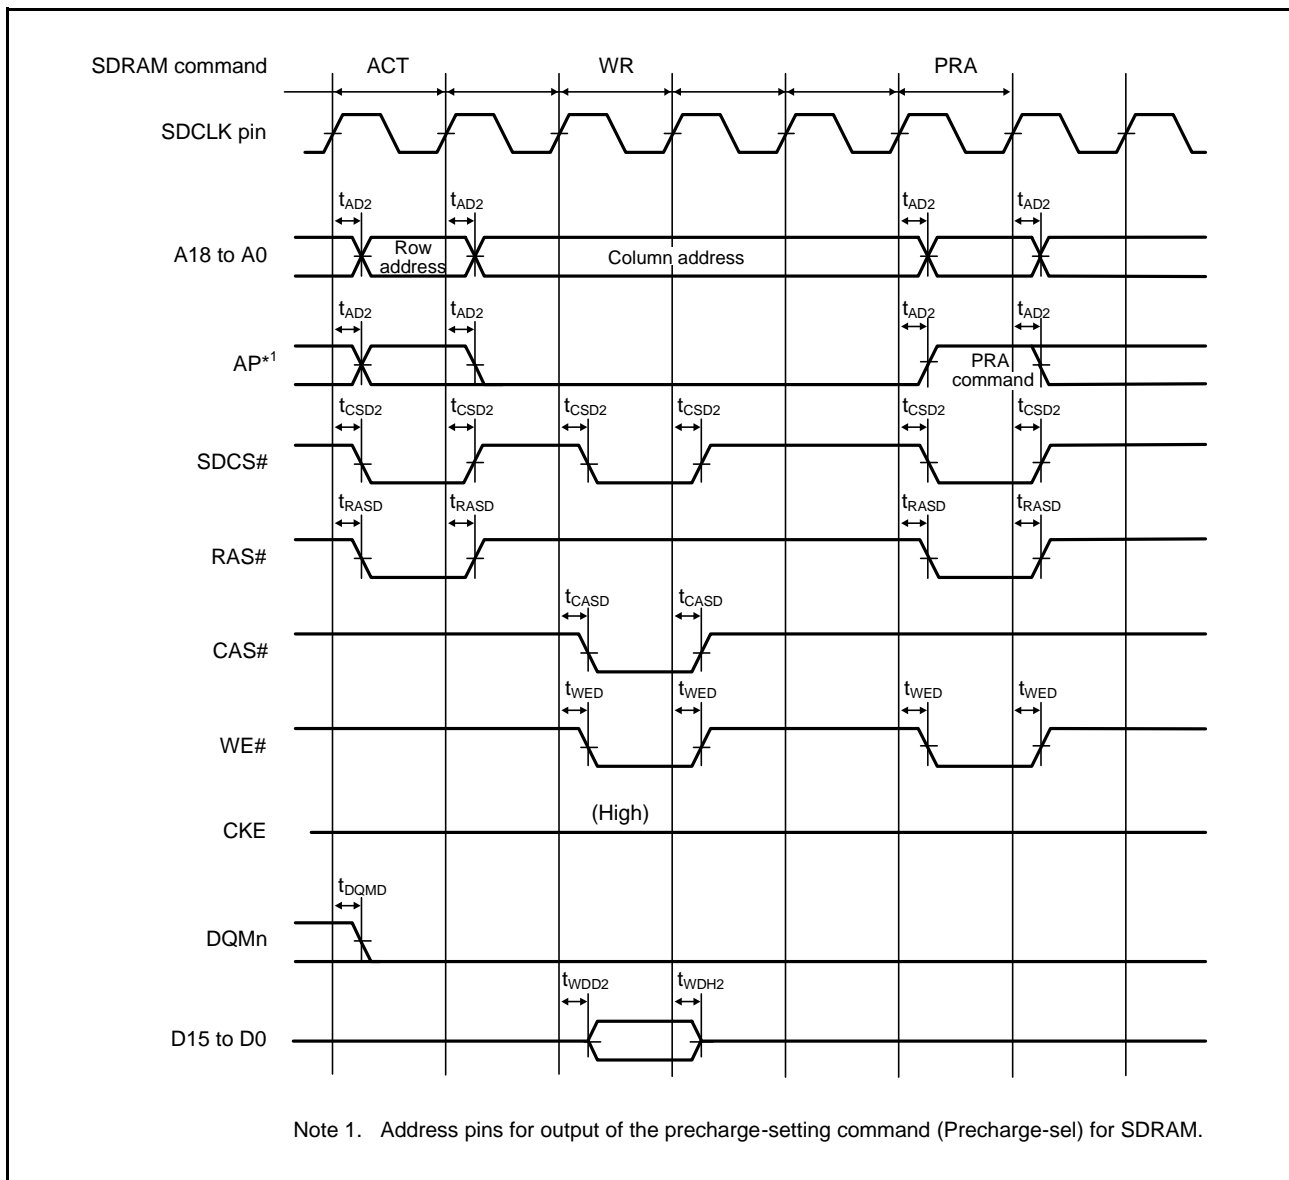 SDRAM command ACT WR PRA
SDCLK pin
tAD2 tAD2 tAD2 tAD2
A18 to A0 Row address Column address
tAD2 tAD2 tAD2 tAD2
AP*1 PRA command
tCSD2 tCSD2 tCSD2 tCSD2 tCSD2 tCSD2
SDCS#
tRASD tRASD tRASD tRASD
RAS#
tCASD tCASD
CAS#
tWED tWED tWED tWED
WE#
(High)
CKE
tDQMD
DQMn
tWDD2 tWDH2
D15 to D0
Note 1. Address pins for output of the precharge-setting command (Precharge-sel) for SDRAM.